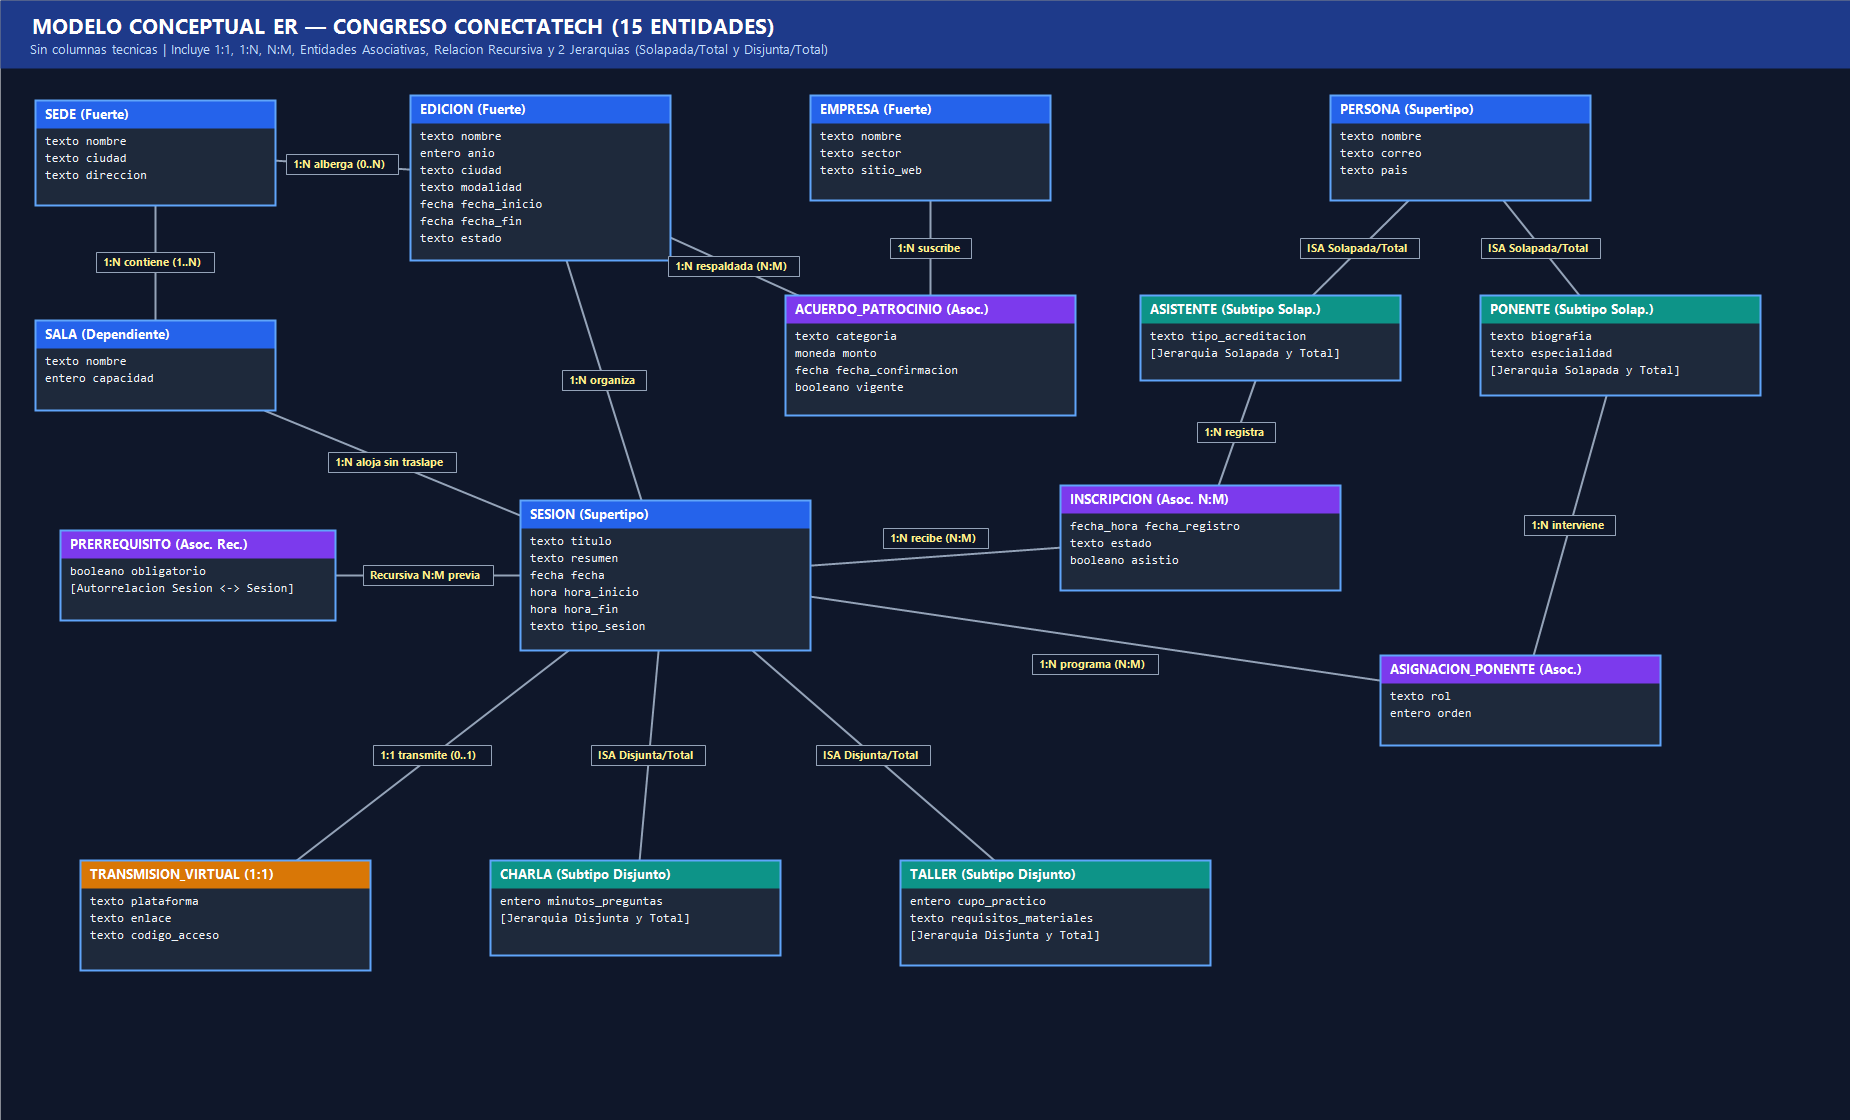 MODELO CONCEPTUAL ER — CONGRESO CONECTATECH (15 ENTIDADES)
Sin columnas tecnicas | Incluye 1:1, 1:N, N:M, Entidades Asociativas, Relacion Recursiva y 2 Jerarquias (Solapada/Total y Disjunta/Total)
SEDE (Fuerte)
texto nombre
texto ciudad
texto direccion
1:N alberga (0..N)
EDICION (Fuerte)
texto nombre
entero anio
texto ciudad
texto modalidad
fecha fecha_inicio
fecha fecha_fin
texto estado
EMPRESA (Fuerte)
texto nombre
texto sector
texto sitio_web
PERSONA (Supertipo)
texto nombre
texto correo
texto pais
1:N contiene (1..N)
1:N respaldada (N:M)
1:N suscribe
ISA Solapada/Total
ISA Solapada/Total
SALA (Dependiente)
texto nombre
entero capacidad
ACUERDO_PATROCINIO (Asoc.)
texto categoria
moneda monto
fecha fecha_confirmacion
booleano vigente
ASISTENTE (Subtipo Solap.)
texto tipo_acreditacion
[Jerarquia Solapada y Total]
PONENTE (Subtipo Solap.)
texto biografia
texto especialidad
[Jerarquia Solapada y Total]
1:N organiza
1:N aloja sin traslape
1:N registra
PRERREQUISITO (Asoc. Rec.)
booleano obligatorio
[Autorrelacion Sesion <-> Sesion]
Recursiva N:M previa
SESION (Supertipo)
texto titulo
texto resumen
fecha fecha
hora hora_inicio
hora hora_fin
texto tipo_sesion
1:N recibe (N:M)
INSCRIPCION (Asoc. N:M)
fecha_hora fecha_registro
texto estado
booleano asistio
1:N interviene
1:N programa (N:M)
ASIGNACION_PONENTE (Asoc.)
texto rol
entero orden
1:1 transmite (0..1)
ISA Disjunta/Total
ISA Disjunta/Total
TRANSMISION_VIRTUAL (1:1)
texto plataforma
texto enlace
texto codigo_acceso
CHARLA (Subtipo Disjunto)
entero minutos_preguntas
[Jerarquia Disjunta y Total]
TALLER (Subtipo Disjunto)
entero cupo_practico
texto requisitos_materiales
[Jerarquia Disjunta y Total]